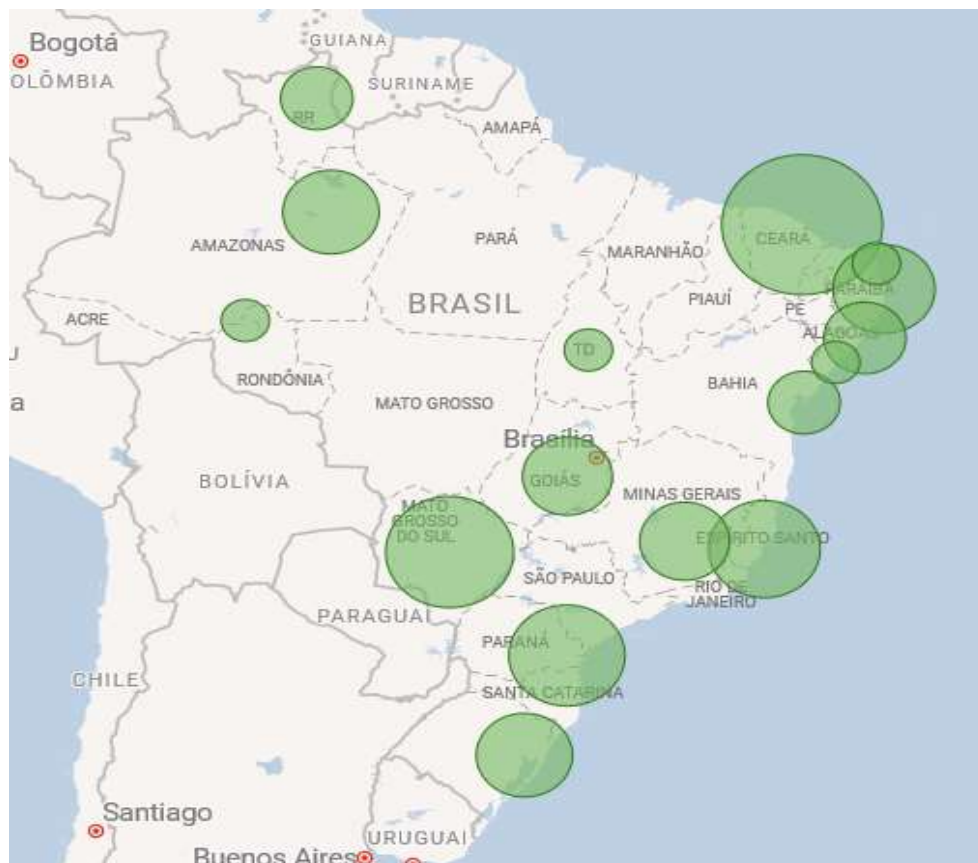 Bogotá
GUIANA
OLÔMBIA
SURINAME
RR
AMAPÁ
AMAZONAS
PARÁ
CEARÁ
MARANHÃO
PARAÍBA
BRASIL
PIAUÍ
PE
ACRE
ALAGOAS
TO
RONDÔNIA
BAHIA
a
MATO GROSSO
Brasília
BOLÍVIA
GOIÁS
MINAS GERAIS
MATO
GROSSO
DO SUL
ESPÍRITO SANTO
SÃO PAULO
RIO DE
JANEIRO
PARAGUAI
PARANÁ
CHILE
SANTA CATARINA
Santiago
URUGUAI
Buenos Aires